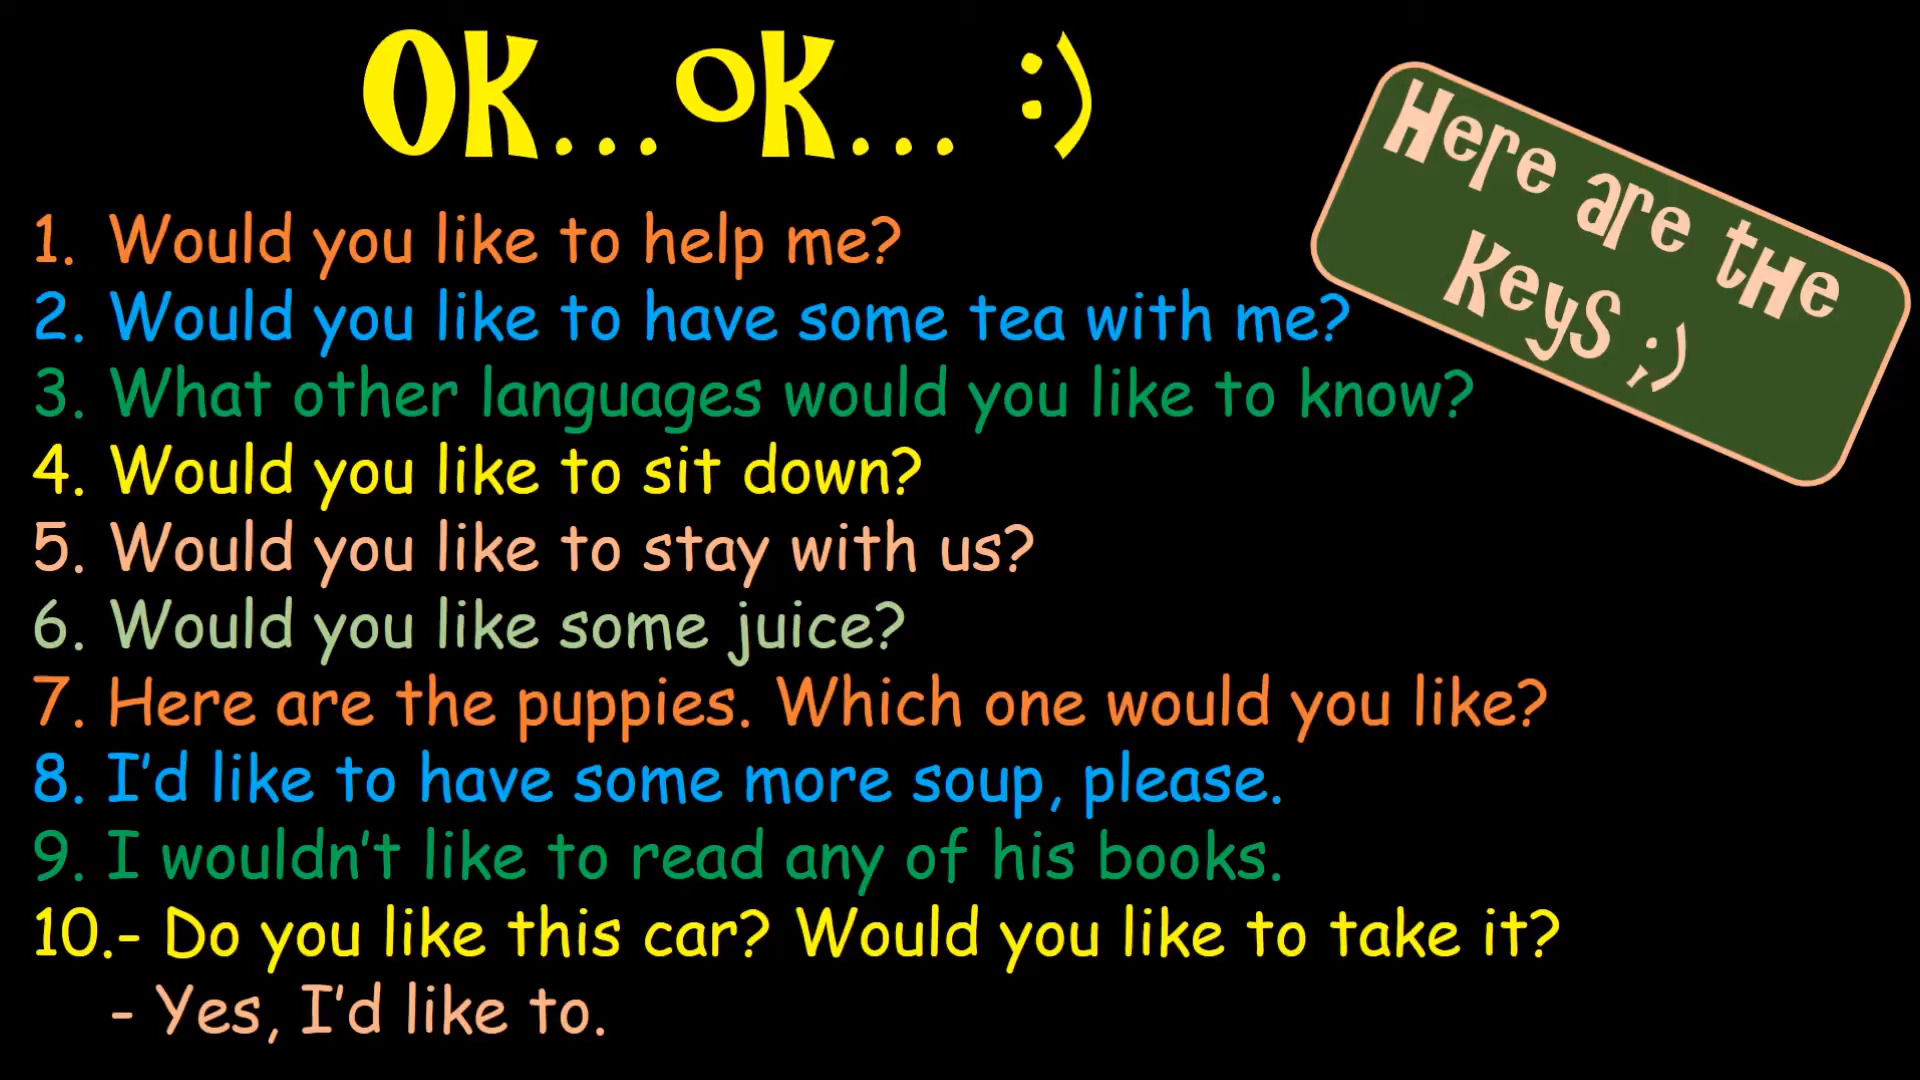 OK...OK... :)
Here are the
Keys ;)
1. Would you like to help me?
2. Would you like to have some tea with me?
3. What other languages would you like to know?
4. Would you like to sit down?
5. Would you like to stay with us?
6. Would you like some juice?
7. Here are the puppies. Which one would you like?
8. I'd like to have some more soup, please.
9. I wouldn't like to read any of his books.
10.- Do you like this car? Would you like to take it?
- Yes, I'd like to.